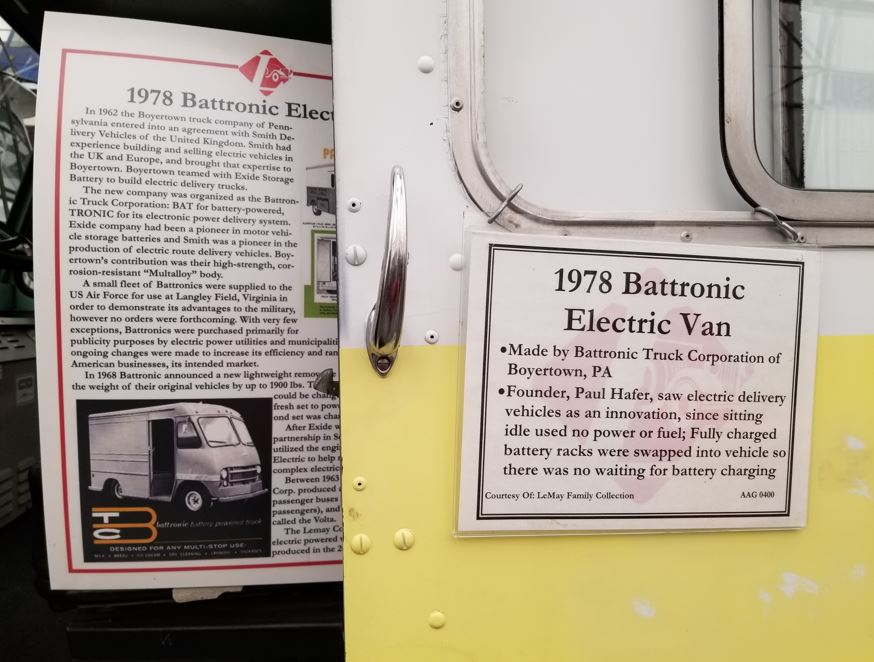 1978 Battronic Elect
In 1962 the Boyertown truck company of Penn-
sylvania entered into an agreement with Smith De-
livery Vehicles of the United Kingdom. Smith had
experience building and selling electric vehicles in
the UK and Europe, and brought that expertise to
Boyertown. Boyertown teamed with Exide Storage
Battery to build electric delivery trucks.
The new company was organized as the Battron-
ic Truck Corporation: BAT for battery-powered,
TRONIC for its electronic power delivery system.
Exide company had been a pioneer in motor vehi-
cle storage batteries and Smith was a pioneer in the
production of electric route delivery vehicles. Boy-
ertown's contribution was their high-strength, cor-
rosion-resistant "Multalloy" body.
A small fleet of Battronics were supplied to the
US Air Force for use at Langley Field, Virginia in
order to demonstrate its advantages to the military,
however no orders were forthcoming. With very few
exceptions, Battronics were purchased primarily for
publicity purposes by electric power utilities and municipaliti
ongoing changes were made to increase its efficiency and ran
American businesses, its intended market.
In 1968 Battronic announced a new lightweight remov
the weight of their original vehicles by up to 1900 lbs. T
could be chang
fresh set to pow
ond set was char
After Exide w
partnership in S
utilized the engi
Electric to help
complex electric
Between 1963
Corp. produced
passenger buses
passengers), and
called the Volta.
The Lemay Co
electric powered
produced in the 2
BTC
battronic battery powered truck
DESIGNED FOR ANY MULTI-STOP USE:
1978 Battronic
Electric Van
•Made by Battronic Truck Corporation of
Boyertown, PA
•Founder, Paul Hafer, saw electric delivery
vehicles as an innovation, since sitting
idle used no power or fuel; Fully charged
battery racks were swapped into vehicle so
there was no waiting for battery charging
Courtesy Of: LeMay Family Collection AAG 0400